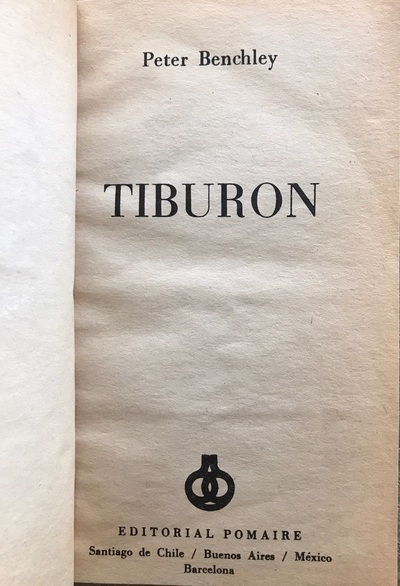 Peter Benchley
TIBURON
EDITORIAL POMAIRE
Santiago de Chile / Buenos Aires / México
Barcelona